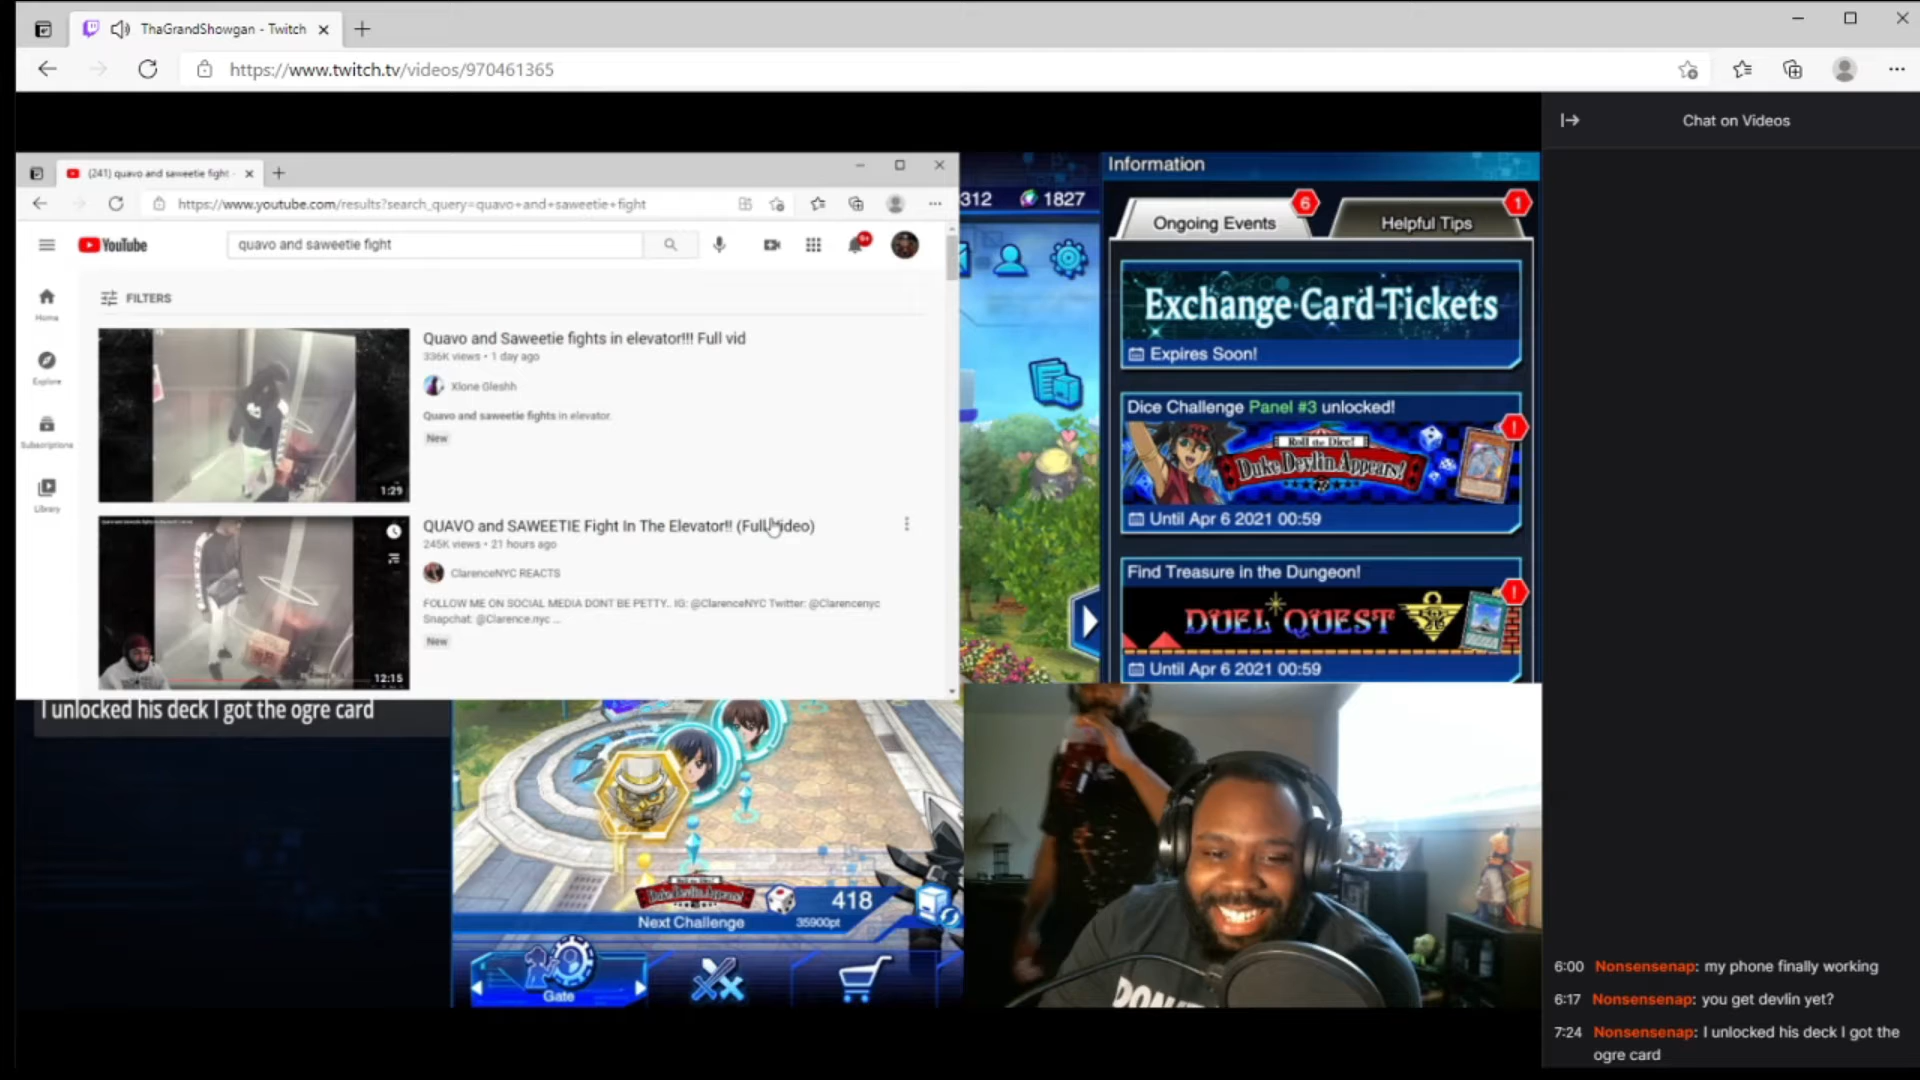 ThaGrandShowgan - Twitch
https://www.twitch.tv/videos/970461365
Chat on Videos
(241) quavo and saweetie fight -
https://www.youtube.com/results?search_query=quavo+and+saweetie+fight
YouTube
quavo and saweetie fight
9+
FILTERS
Home
Explore
Subscriptions
Library
Quavo and Saweetie fights in elevator!!! Full vid
336K views • 1 day ago
Xlone Gleshh
Quavo and saweetie fights in elevator.
New
1:29
QUAVO and SAWEETIE Fight In The Elevator!! (Full Video)
245K views • 21 hours ago
ClarenceNYC REACTS
FOLLOW ME ON SOCIAL MEDIA DONT BE PETTY.. IG: @ClarenceNYC Twitter: @Clarencenyc
Snapchat: @Clarence.nyc ...
New
12:15
312 1827
Information
Ongoing Events 6
Helpful Tips 1
Exchange Card Tickets
Expires Soon!
Dice Challenge Panel #3 unlocked!
Roll the Dice!
Duke Devlin Appears!
Until Apr 6 2021 00:59
Find Treasure in the Dungeon!
DUEL QUEST
Until Apr 6 2021 00:59
I unlocked his deck I got the ogre card
Roll the Dice!
Duke Devlin Appears!
418
Next Challenge
35900pt
Gate
6:00 Nonsensenap: my phone finally working
6:17 Nonsensenap: you get devlin yet?
7:24 Nonsensenap: I unlocked his deck I got the
ogre card